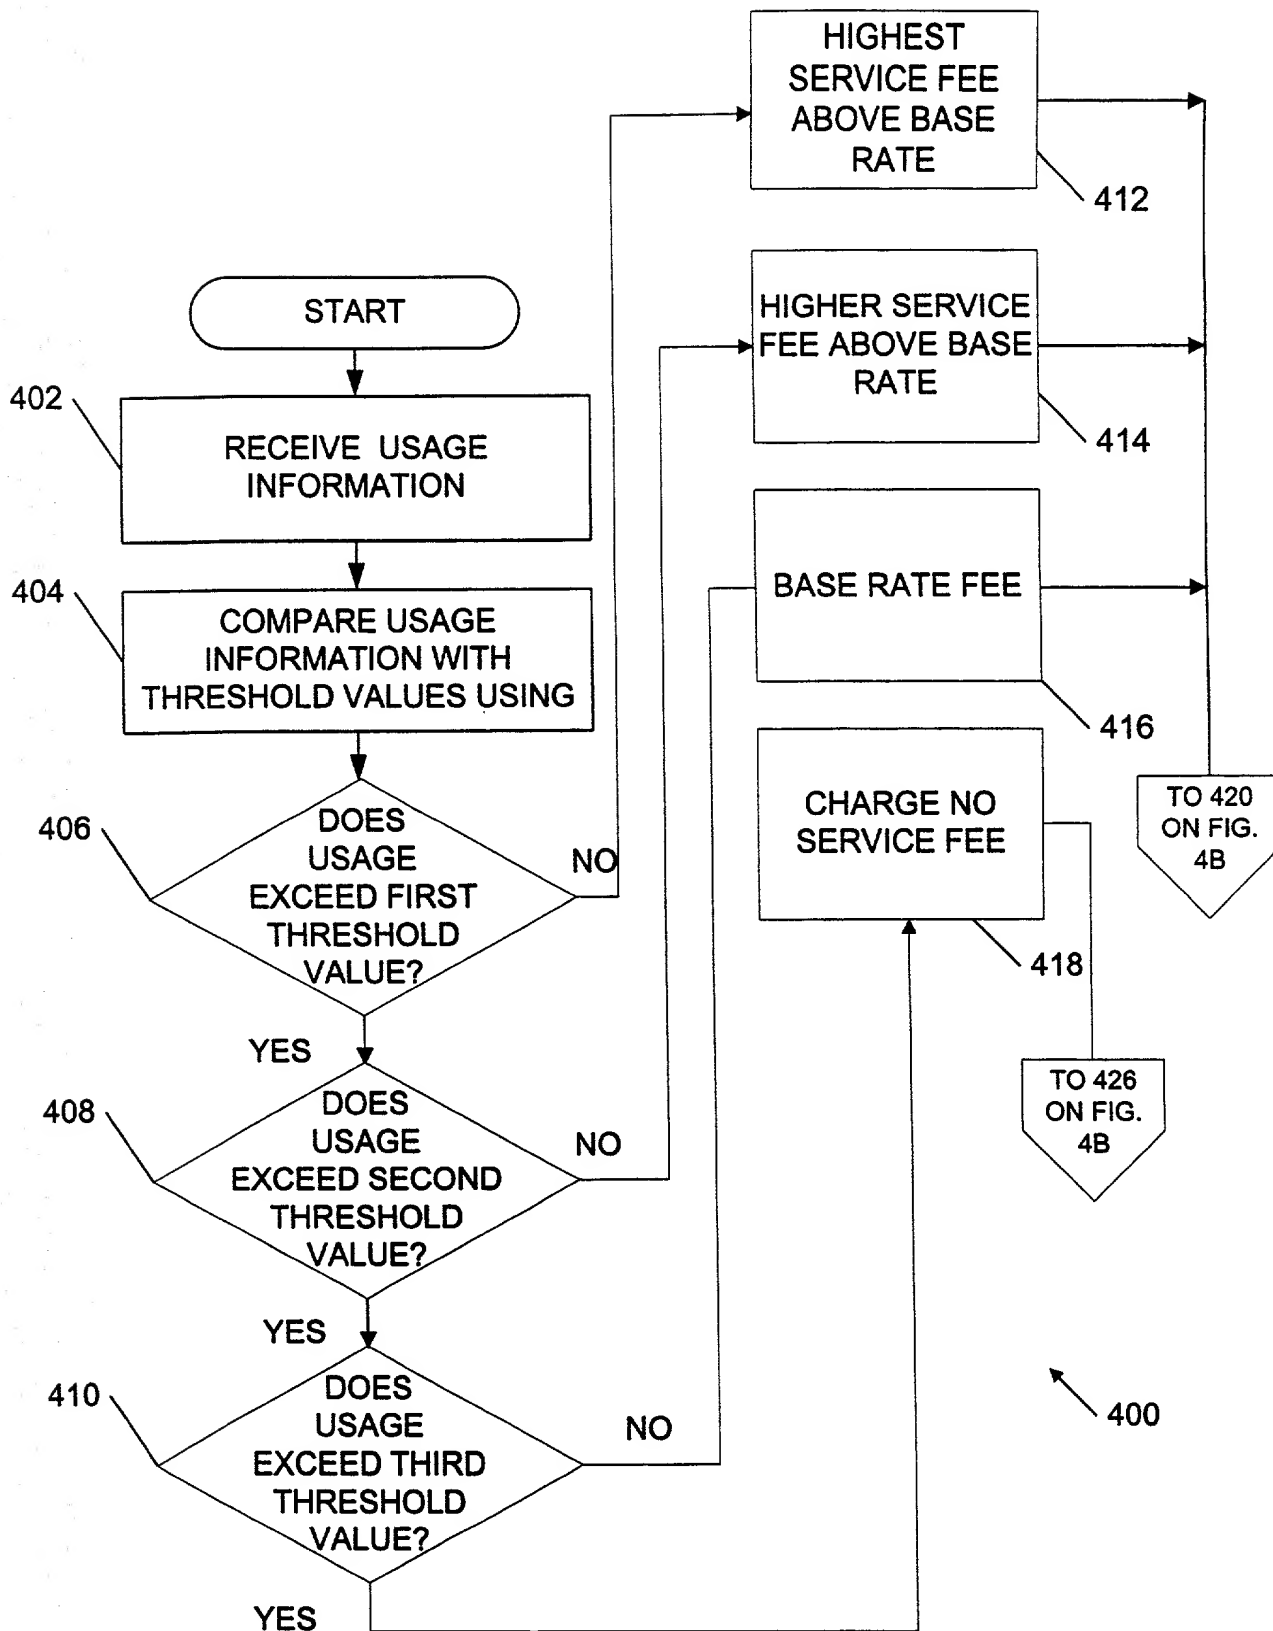 HIGHEST
SERVICE FEE
ABOVE BASE
RATE
412
START
HIGHER SERVICE
FEE ABOVE BASE
RATE
414
402
RECEIVE USAGE
INFORMATION
404
COMPARE USAGE
INFORMATION WITH
THRESHOLD VALUES USING
BASE RATE FEE
416
406
DOES
USAGE
EXCEED FIRST
THRESHOLD
VALUE?
NO
YES
CHARGE NO
SERVICE FEE
418
TO 420
ON FIG.
4B
TO 426
ON FIG.
4B
408
DOES
USAGE
EXCEED SECOND
THRESHOLD
VALUE?
NO
YES
410
DOES
USAGE
EXCEED THIRD
THRESHOLD
VALUE?
NO
YES
400